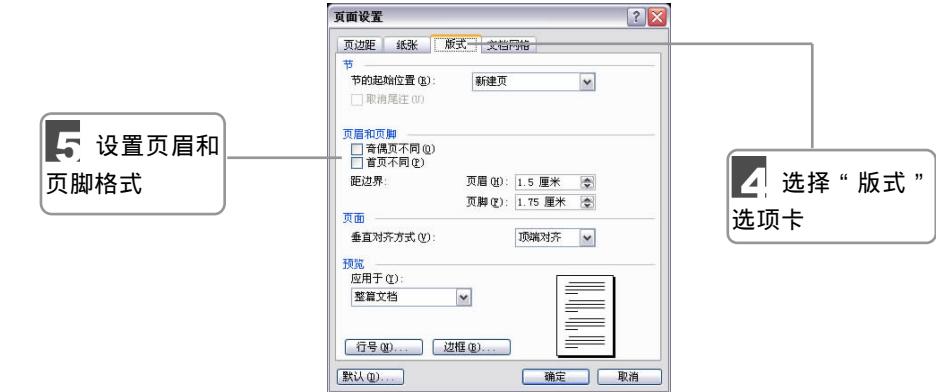 页面设置
页边距 纸张 版式 文档网格
节
节的起始位置(R): 新建页
取消尾注(U)
页眉和页脚
奇偶页不同(O)
首页不同(P)
距边界: 页眉(H): 1.5 厘米
页脚(F): 1.75 厘米
页面
垂直对齐方式(V): 顶端对齐
预览
应用于(Y):
整篇文档
行号(N)... 边框(B)...
默认(D)... 确定 取消
5 设置页眉和
页脚格式
4 选择“版式”
选项卡